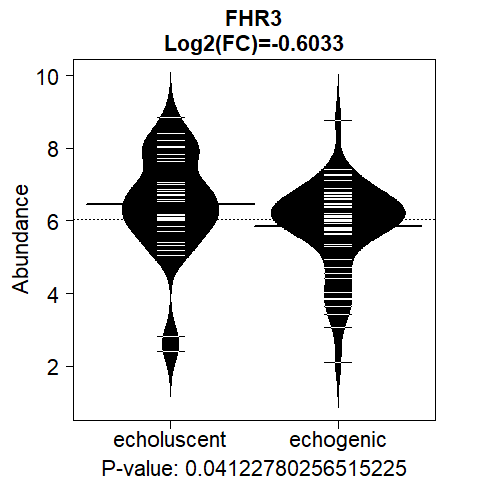 FHR3
Log2(FC)=-0.6033
10
8
6
4
2
Abundance
echoluscent echogenic
P-value: 0.04122780256515225